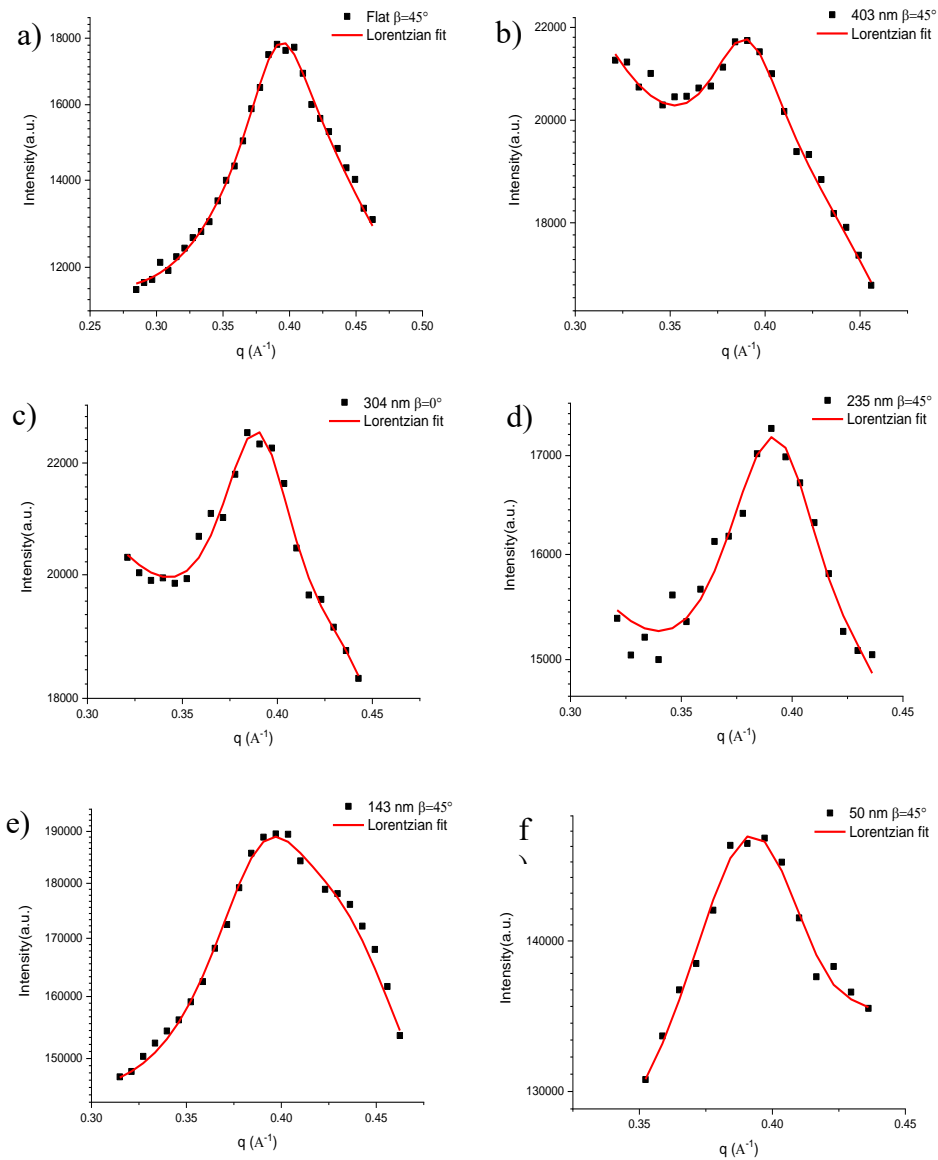 a)
Flat β=45°
Lorentzian fit
18000
16000
14000
12000
Intensity(a.u.)
0.25 0.30 0.35 0.40 0.45 0.50
q (A⁻¹)
b)
403 nm β=45°
Lorentzian fit
22000
20000
18000
Intensity(a.u.)
0.30 0.35 0.40 0.45
q (A⁻¹)
c)
304 nm β=0°
Lorentzian fit
22000
20000
18000
Intensity(a.u.)
0.30 0.35 0.40 0.45
q (A⁻¹)
d)
235 nm β=45°
Lorentzian fit
17000
16000
15000
Intensity(a.u.)
0.30 0.35 0.40 0.45
q (A⁻¹)
e)
143 nm β=45°
Lorentzian fit
190000
180000
170000
160000
150000
Intensity(a.u.)
0.30 0.35 0.40 0.45
q (A⁻¹)
f
)
50 nm β=45°
Lorentzian fit
140000
130000
Intensity(a.u.)
0.35 0.40 0.45
q (A⁻¹)